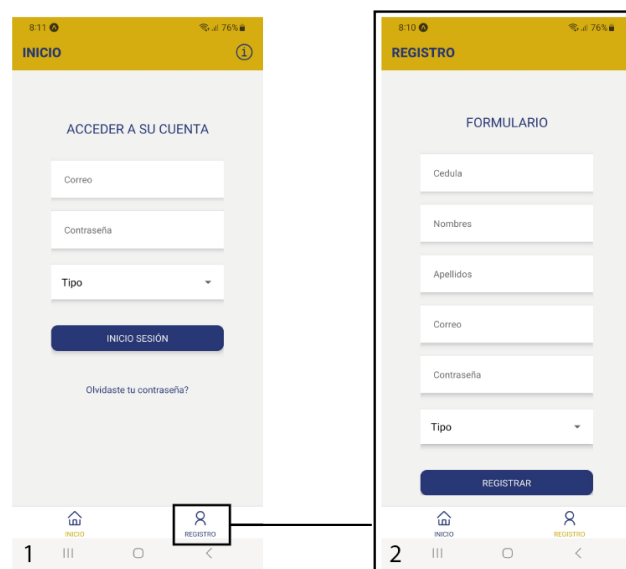 8:11 76%
INICIO
ACCEDER A SU CUENTA
Correo
Contraseña
Tipo
INICIO SESIÓN
Olvidaste tu contraseña?
INICIO REGISTRO
1
8:10 76%
REGISTRO
FORMULARIO
Cedula
Nombres
Apellidos
Correo
Contraseña
Tipo
REGISTRAR
INICIO REGISTRO
2